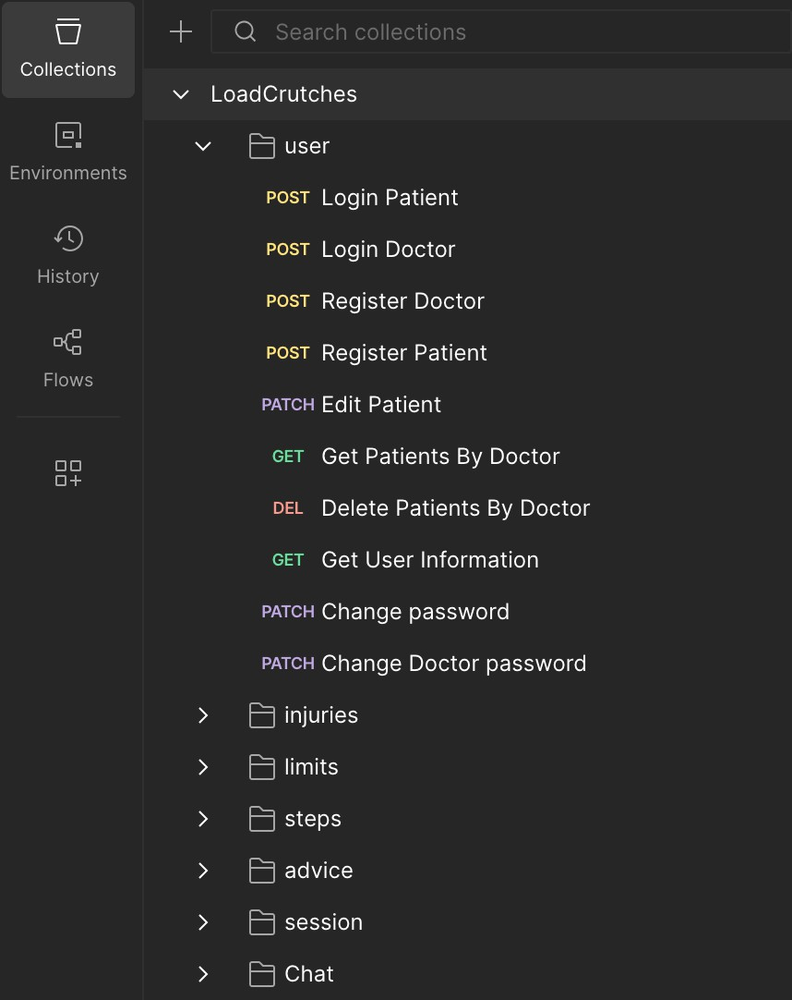 Collections
Environments
History
Flows
Search collections
LoadCrutches
user
POST Login Patient
POST Login Doctor
POST Register Doctor
POST Register Patient
PATCH Edit Patient
GET Get Patients By Doctor
DEL Delete Patients By Doctor
GET Get User Information
PATCH Change password
PATCH Change Doctor password
injuries
limits
steps
advice
session
Chat